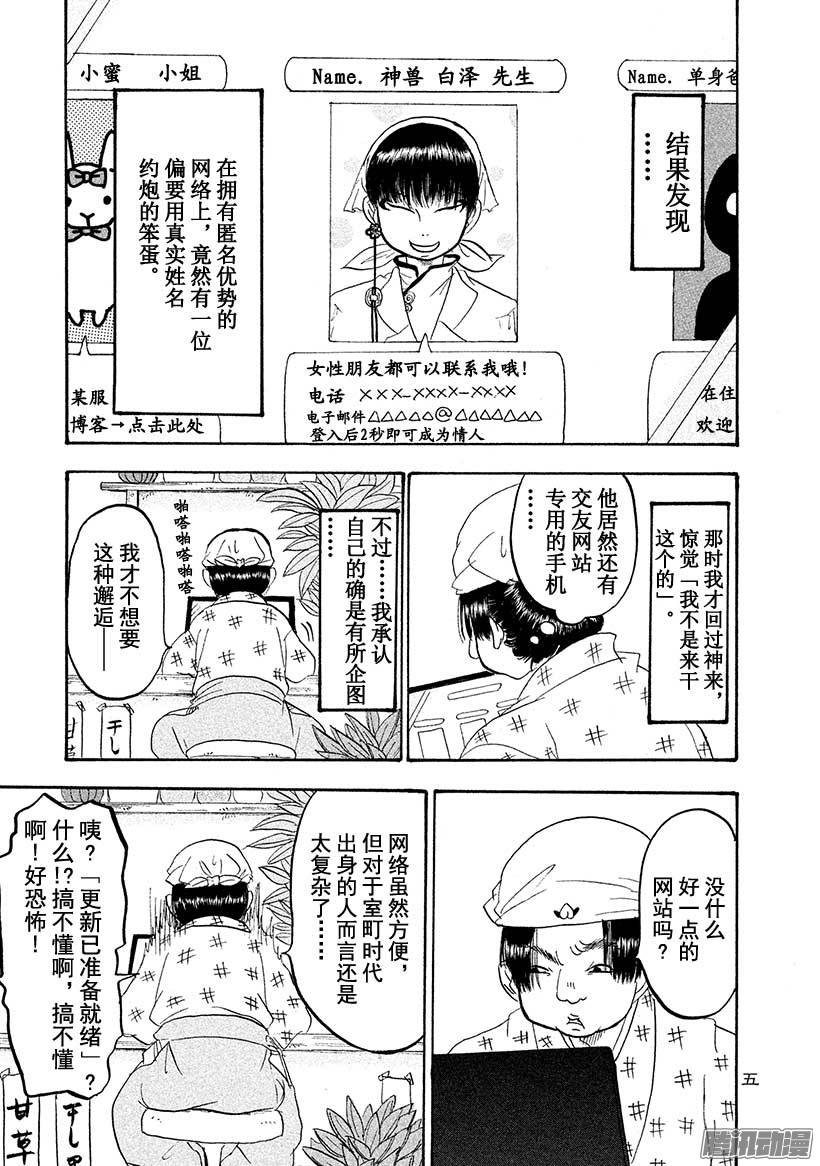 结果发现
……
Name. 单身爸
在住
欢迎
Name. 神兽 白泽 先生
女性朋友都可以联系我哦！
电话 ×××-××××-××××
电子邮件△△△△△@△△△△△△△
登入后2秒即可成为情人
在拥有匿名优势的
网络上，竟然有一位
偏要用真实姓名
约炮的笨蛋。
小蜜 小姐
某服
博客→点击此处
那时我才回过神来，
惊觉「我不是来干
这个的」。
他居然还有
交友网站
专用的手机
不过……我承认
自己的确是有所企图
……
啪嗒啪嗒啪嗒
我才不想要
这种邂逅——
干し
甘草
没什么
好一点的
网站吗？
网络虽然方便，
但对于室町时代
出身的人而言还是
太复杂了……
咦？「更新已准备就绪」？
什么!?搞不懂啊，搞不懂
啊！好恐怖！
干し
甘草
五
腾讯动漫